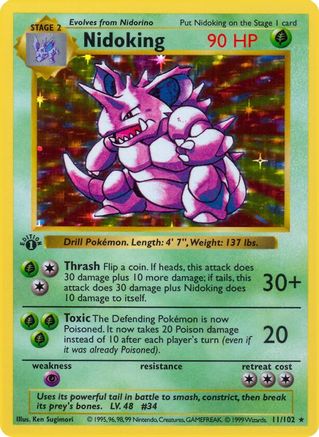 STAGE 2 Evolves from Nidorino Put Nidoking on the Stage 1 card
Nidoking 90 HP
Drill Pokémon. Length: 4' 7", Weight: 137 lbs.
EDITION 1
Thrash Flip a coin. If heads, this attack does
30 damage plus 10 more damage; if tails, this
attack does 30 damage plus Nidoking does
10 damage to itself.
30+
Toxic The Defending Pokémon is now
Poisoned. It now takes 20 Poison damage
instead of 10 after each player's turn (even if
it was already Poisoned).
20
weakness resistance retreat cost
Uses its powerful tail in battle to smash, constrict, then break
its prey's bones. LV. 48 #34
Illus. Ken Sugimori © 1995, 96, 98, 99 Nintendo, Creatures, GAMEFREAK. © 1999 Wizards. 11/102 ★